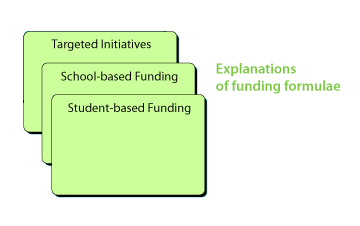 Targeted Initiatives
School-based Funding
Student-based Funding
Explanations
of funding formulae